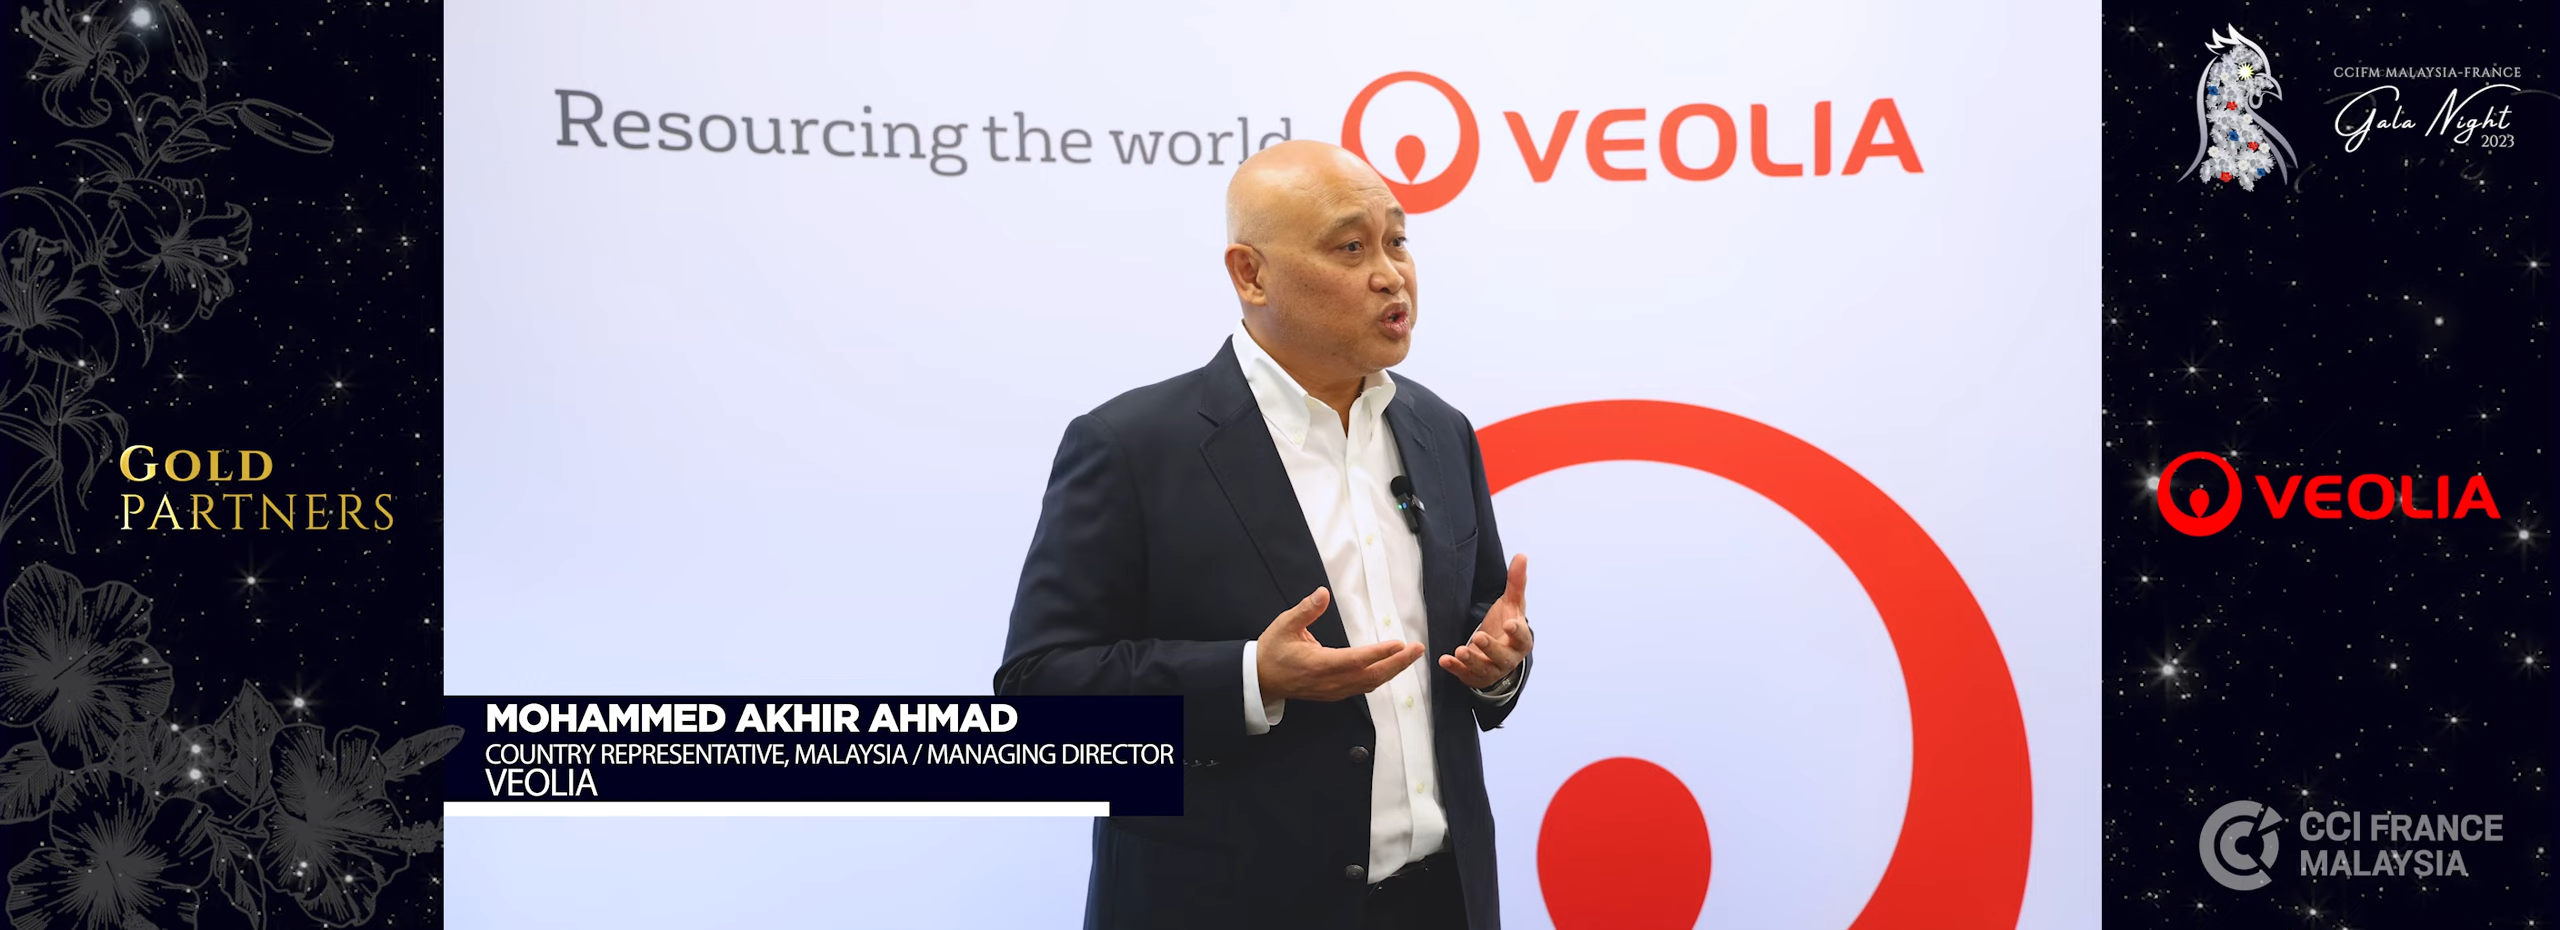 GOLD
PARTNERS
Resourcing the world
VEOLIA
MOHAMMED AKHIR AHMAD
COUNTRY REPRESENTATIVE, MALAYSIA / MANAGING DIRECTOR
VEOLIA
CCIFM MALAYSIA-FRANCE
Gala Night
2023
VEOLIA
CCI FRANCE
MALAYSIA